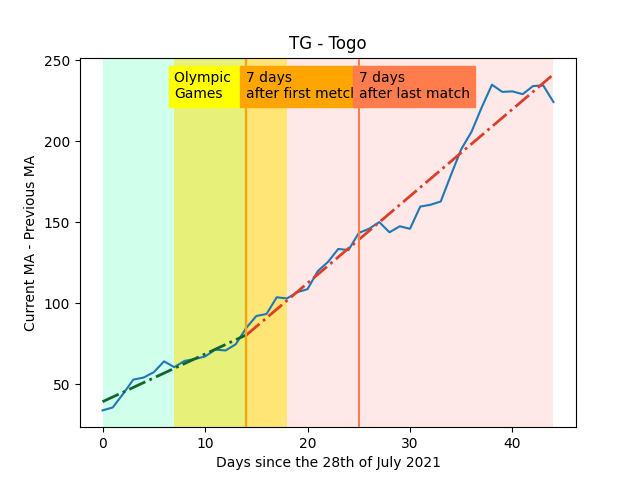 TG - Togo
250
200
150
100
50
Current MA - Previous MA
Olympic
Games
7 days
after first match
7 days
after last match
0
10
20
30
40
Days since the 28th of July 2021